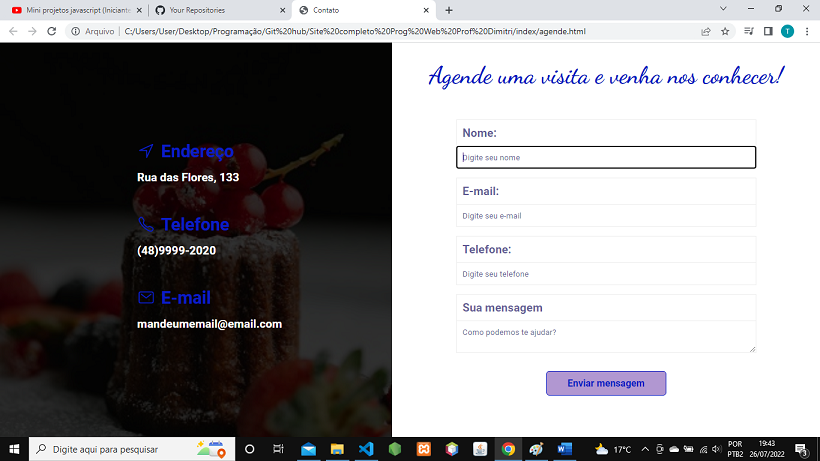 Mini projetos javascript (Iniciante
Your Repositories
Contato
Arquivo
C:/Users/User/Desktop/Programação/Git%20hub/Site%20completo%20Prog%20Web%20Prof%20Dimitri/index/agende.html
T
Agende uma visita e venha nos conhecer!
Endereço
Rua das Flores, 133
Telefone
(48)9999-2020
E-mail
mandeumemail@email.com
Nome:
Digite seu nome
E-mail:
Digite seu e-mail
Telefone:
Digite seu telefone
Sua mensagem
Como podemos te ajudar?
Enviar mensagem
Digite aqui para pesquisar
17°C
POR
PTB2
19:43
26/07/2022
3